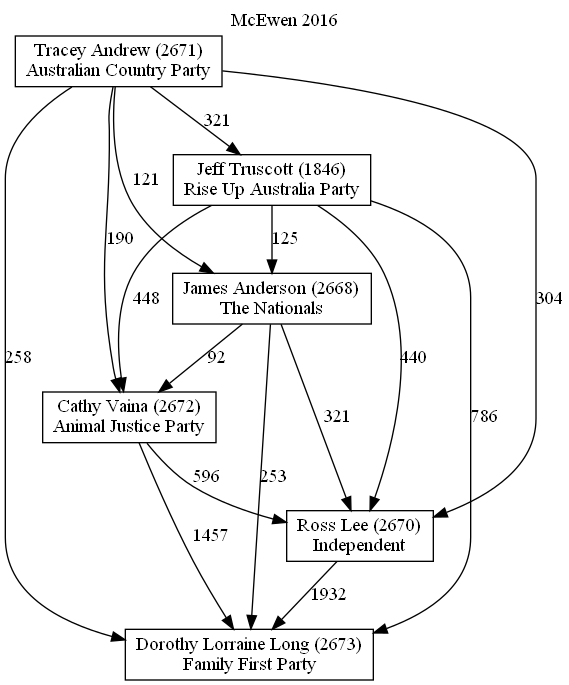 McEwen 2016
Tracey Andrew (2671)
Australian Country Party
321
Jeff Truscott (1846)
Rise Up Australia Party
121
190
125
James Anderson (2668)
The Nationals
448
304
258
92
440
Cathy Vaina (2672)
Animal Justice Party
321
786
596
253
Ross Lee (2670)
Independent
1457
1932
Dorothy Lorraine Long (2673)
Family First Party